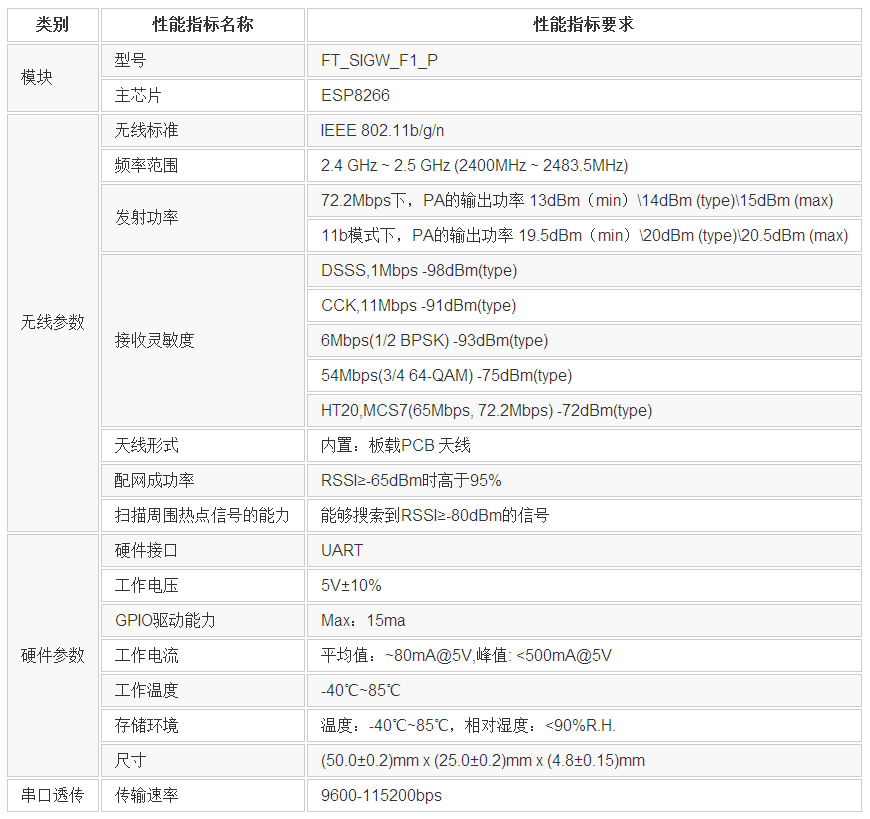 类别 性能指标名称 性能指标要求
模块 型号 FT_SIGW_F1_P
主芯片 ESP8266
无线参数 无线标准 IEEE 802.11b/g/n
频率范围 2.4 GHz ~ 2.5 GHz (2400MHz ~ 2483.5MHz)
发射功率 72.2Mbps下，PA的输出功率 13dBm（min）\14dBm (type)\15dBm (max)
11b模式下，PA的输出功率 19.5dBm（min）\20dBm (type)\20.5dBm (max)
接收灵敏度 DSSS,1Mbps -98dBm(type)
CCK,11Mbps -91dBm(type)
6Mbps(1/2 BPSK) -93dBm(type)
54Mbps(3/4 64-QAM) -75dBm(type)
HT20,MCS7(65Mbps, 72.2Mbps) -72dBm(type)
天线形式 内置：板载PCB 天线
配网成功率 RSSI≥-65dBm时高于95%
扫描周围热点信号的能力 能够搜索到RSSI≥-80dBm的信号
硬件参数 硬件接口 UART
工作电压 5V±10%
GPIO驱动能力 Max：15ma
工作电流 平均值：~80mA@5V,峰值: <500mA@5V
工作温度 -40℃~85℃
存储环境 温度：-40℃~85℃，相对湿度：<90%R.H.
尺寸 (50.0±0.2)mm x (25.0±0.2)mm x (4.8±0.15)mm
串口透传 传输速率 9600-115200bps